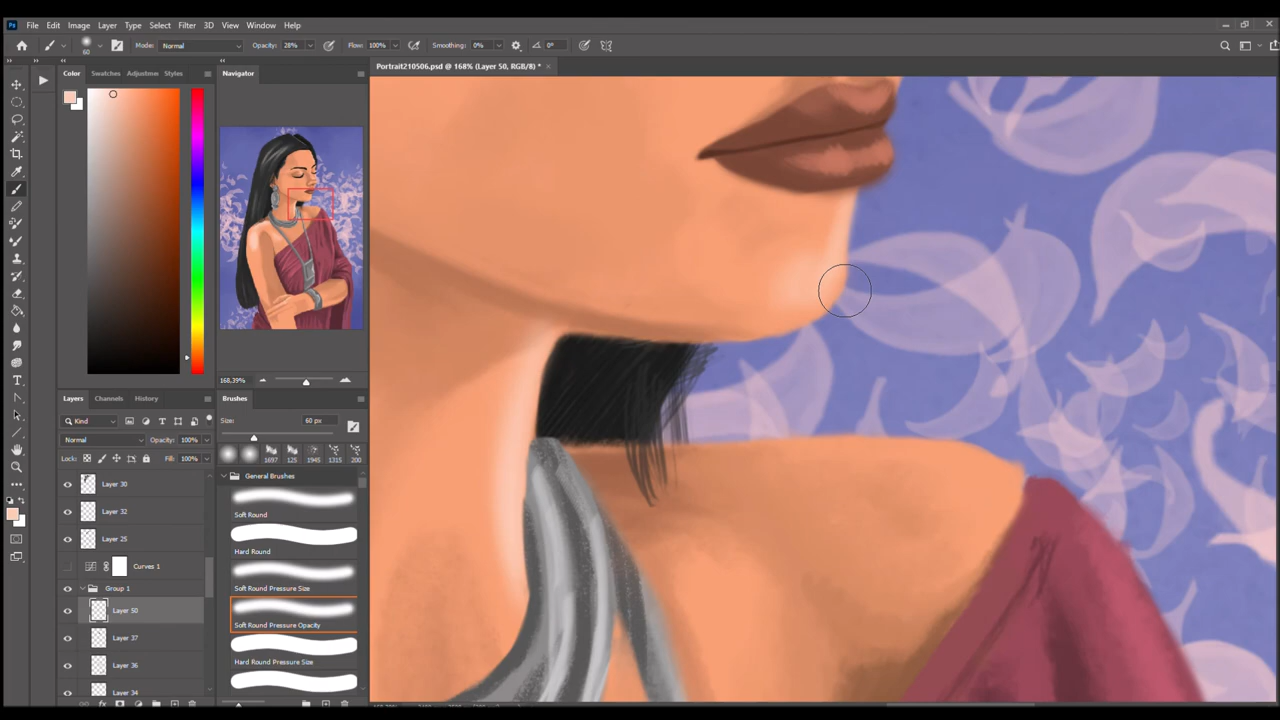 Ps File Edit Image Layer Type Select Filter 3D View Window Help
60 Mode: Normal Opacity: 28% Flow: 100% Smoothing: 0% 0°
Color Swatches Adjustmen Styles
Navigator
Portrait210506.psd @ 168% (Layer 50, RGB/8) * ×
168.39%
Layers Channels History
Brushes
Kind
Size: 60 px
Normal Opacity: 100%
Lock: Fill: 100%
1697 125 1945 1315 200
Layer 30
General Brushes
Layer 32
Soft Round
Layer 25
Hard Round
Curves 1
Group 1
Soft Round Pressure Size
Layer 50
Soft Round Pressure Opacity
Layer 37
Hard Round Pressure Size
Layer 36
Layer 34